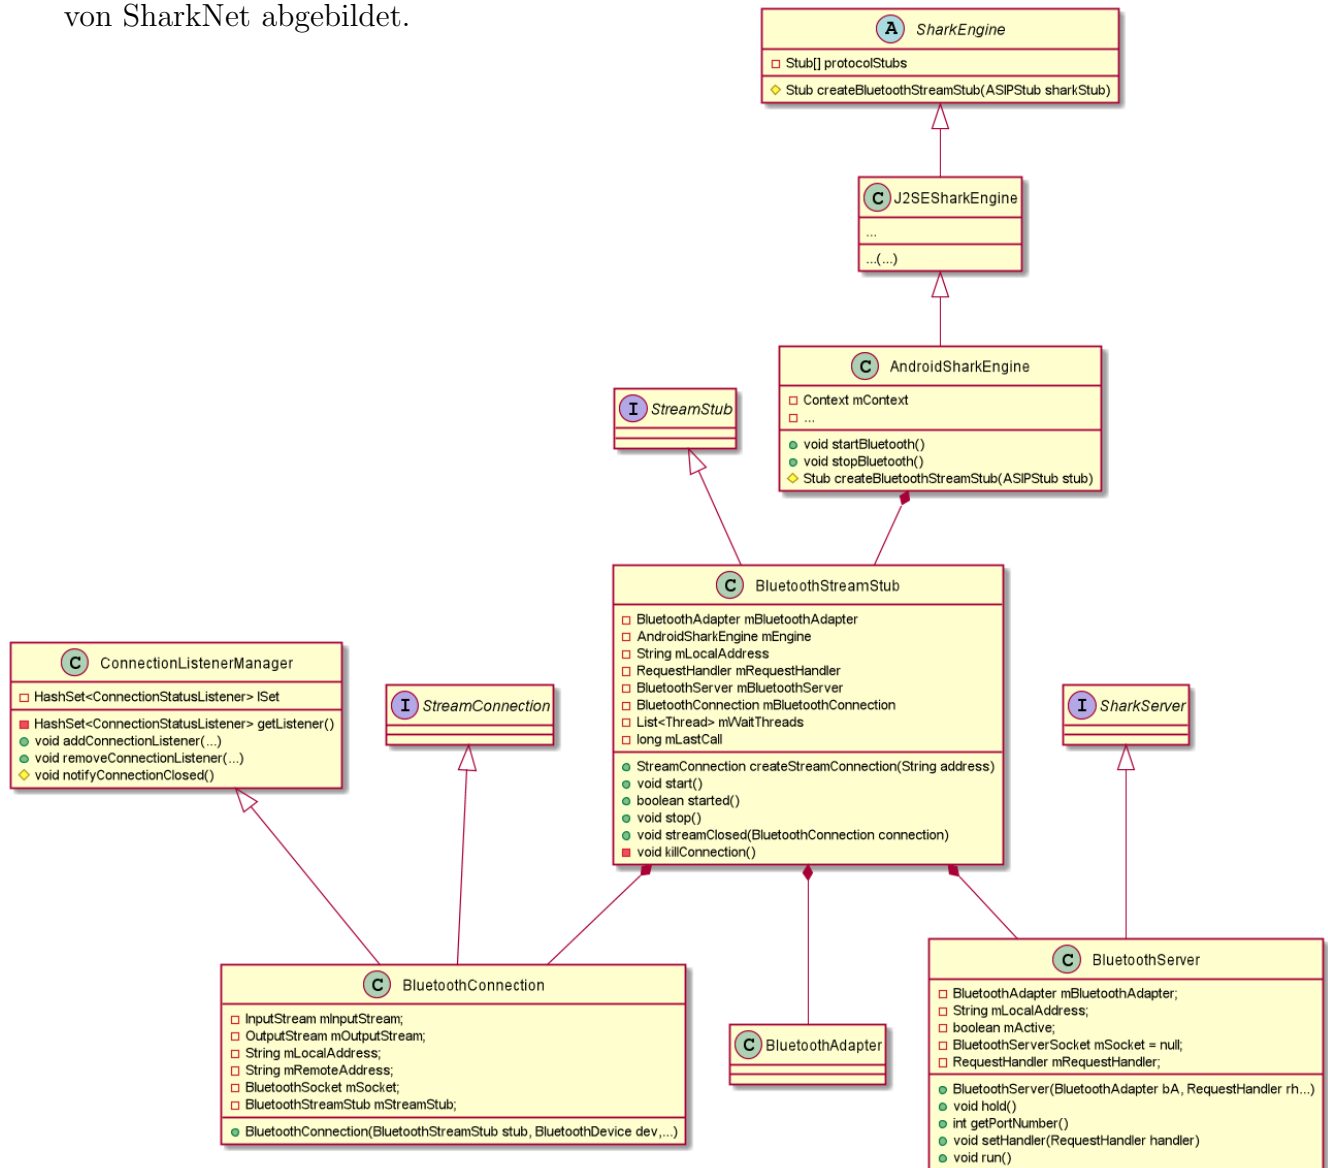 von SharkNet abgebildet.
A SharkEngine
Stub[] protocolStubs
Stub createBluetoothStreamStub(ASIPStub sharkStub)
C J2SESharkEngine
...
...(...)
C AndroidSharkEngine
Context mContext
...
void startBluetooth()
void stopBluetooth()
Stub createBluetoothStreamStub(ASIPStub stub)
I StreamStub
C BluetoothStreamStub
BluetoothAdapter mBluetoothAdapter
AndroidSharkEngine mEngine
String mLocalAddress
RequestHandler mRequestHandler
BluetoothServer mBluetoothServer
BluetoothConnection mBluetoothConnection
List<Thread> mWaitThreads
long mLastCall
StreamConnection createStreamConnection(String address)
void start()
boolean started()
void stop()
void streamClosed(BluetoothConnection connection)
void killConnection()
C ConnectionListenerManager
HashSet<ConnectionStatusListener> lSet
HashSet<ConnectionStatusListener> getListener()
void addConnectionListener(...)
void removeConnectionListener(...)
void notifyConnectionClosed()
I StreamConnection
I SharkServer
C BluetoothConnection
InputStream mInputStream;
OutputStream mOutputStream;
String mLocalAddress;
String mRemoteAddress;
BluetoothSocket mSocket;
BluetoothStreamStub mStreamStub;
BluetoothConnection(BluetoothStreamStub stub, BluetoothDevice dev,...)
C BluetoothAdapter
C BluetoothServer
BluetoothAdapter mBluetoothAdapter;
String mLocalAddress;
boolean mActive;
BluetoothServerSocket mSocket = null;
RequestHandler mRequestHandler;
BluetoothServer(BluetoothAdapter bA, RequestHandler rh...)
void hold()
int getPortNumber()
void setHandler(RequestHandler handler)
void run()